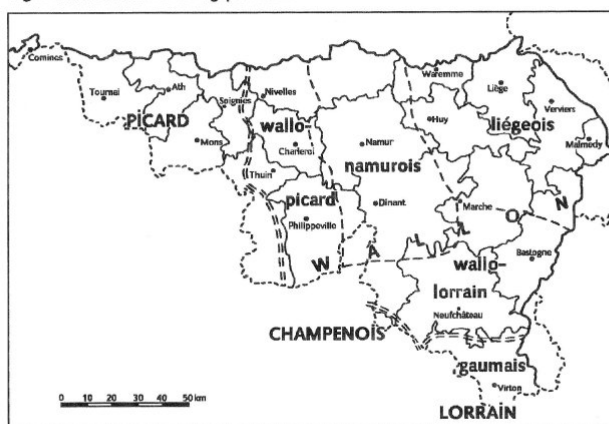 Comines
Tournai
Ath
PICARD
Mons
Soignies
Nivelles
wallo-
Charleroi
Thuin
picard
Philippeville
Namur
namurois
Dinant
Waremme
Huy
Liège
liégeois
Verviers
Malmedy
Marche
W A L L O N
Bastogne
wallo-
lorrain
Neufchâteau
CHAMPENOIS
gaumais
Virton
LORRAIN
0 10 20 30 40 50 km